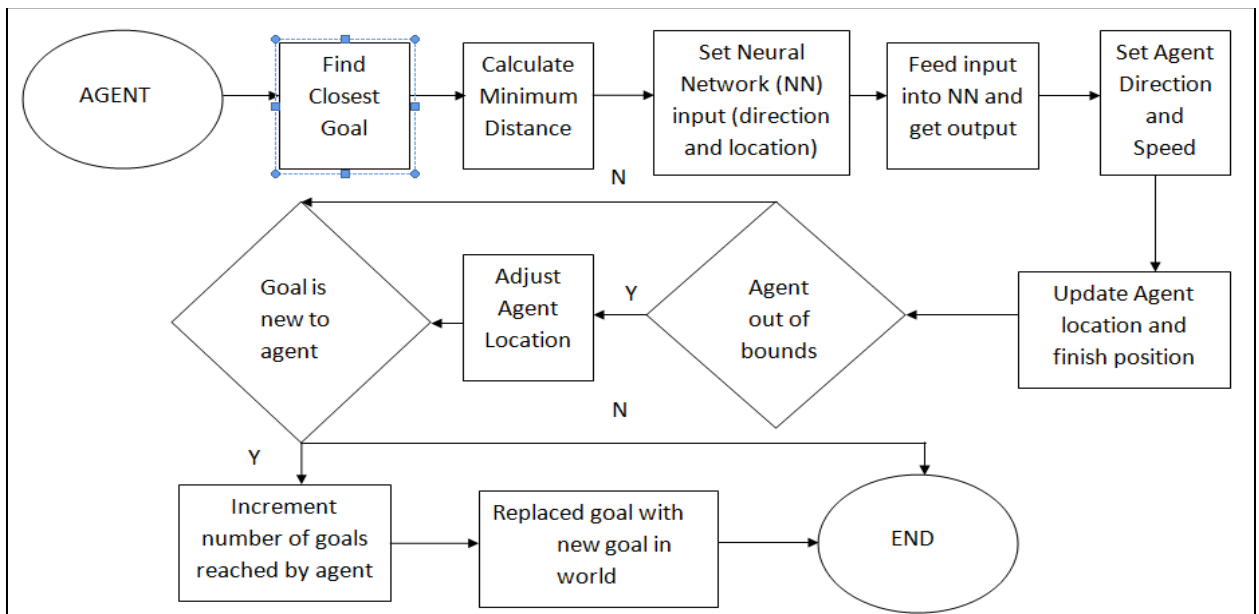 AGENT
Find
Closest
Goal
Calculate
Minimum
Distance
Set Neural
Network (NN)
input (direction
and location)
Feed input
into NN and
get output
Set Agent
Direction
and
Speed
N
Goal is
new to
agent
Adjust
Agent
Location
Y
Agent
out of
bounds
Update Agent
location and
finish position
N
Y
Increment
number of goals
reached by agent
Replaced goal with
new goal in
world
END